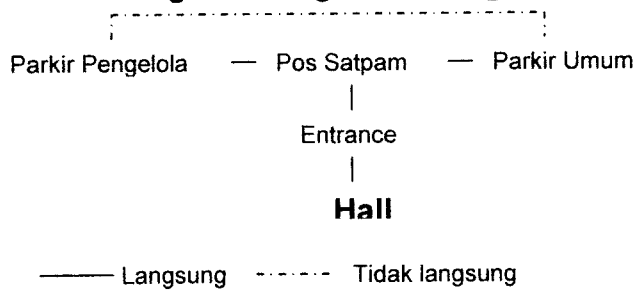 Parkir Pengelola — Pos Satpam — Parkir Umum
Entrance
Hall
Langsung Tidak langsung